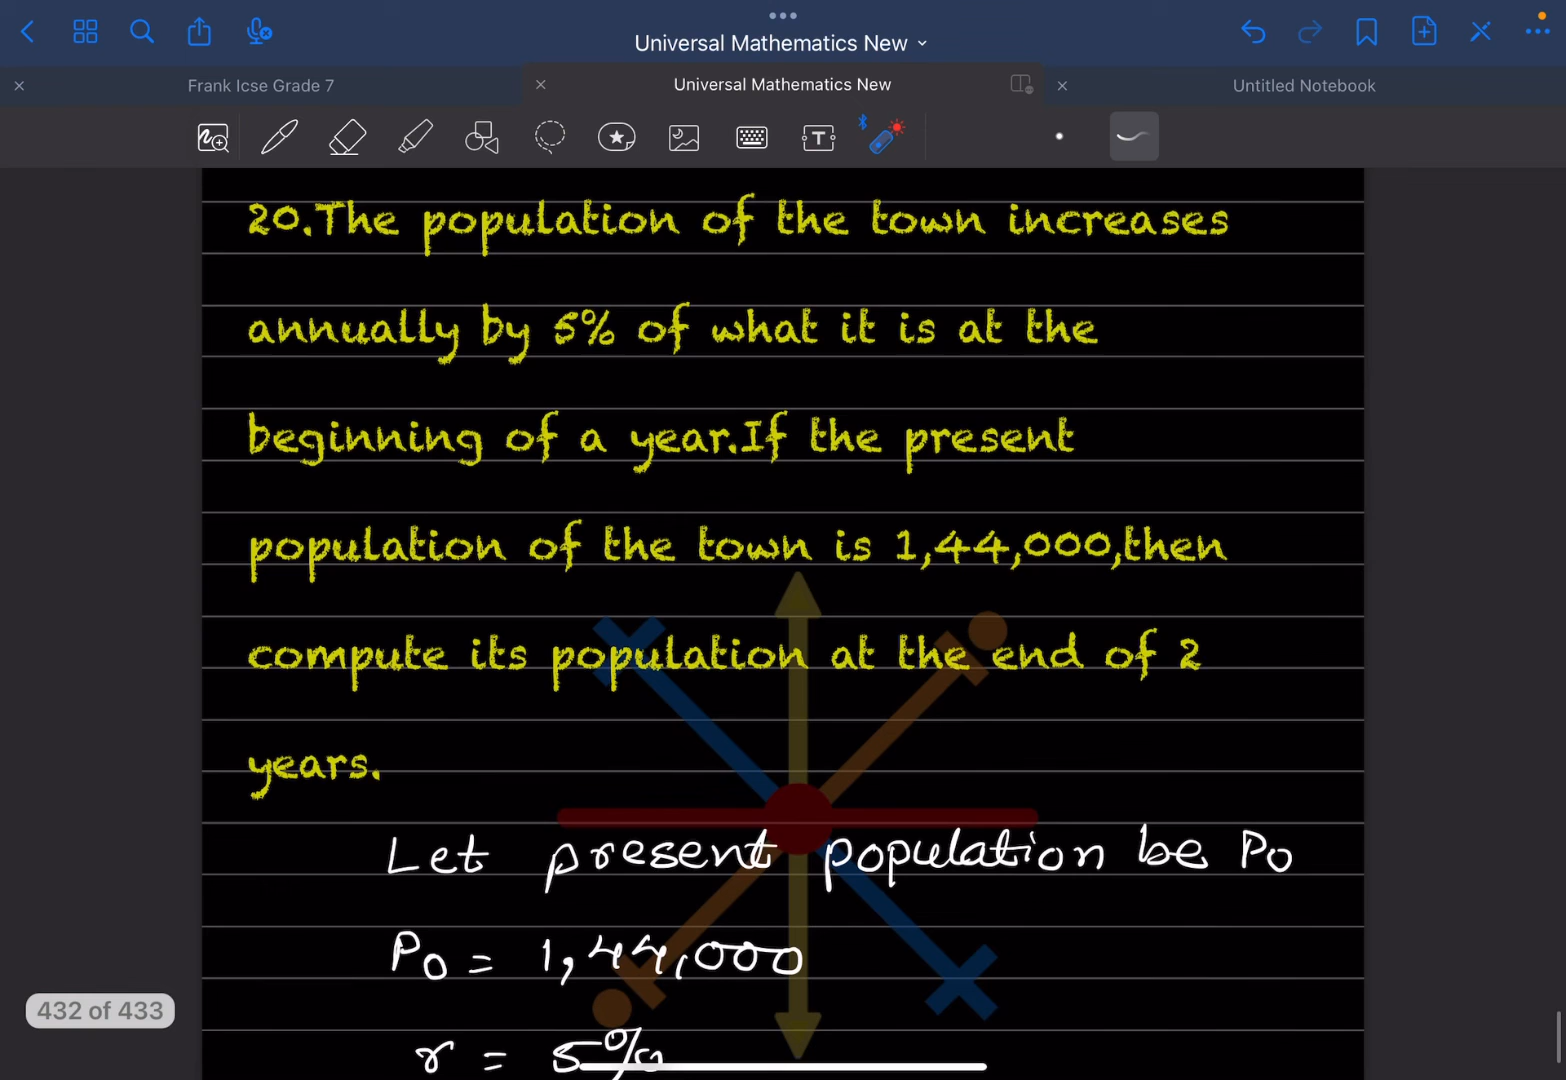 Universal Mathematics New
Frank Icse Grade 7
Universal Mathematics New
Untitled Notebook
T
20.The population of the town increases
annually by 5% of what it is at the
beginning of a year.If the present
population of the town is 1,44,000,then
compute its population at the end of 2
years.
Let present population be P0
P0 = 1,44,000
r = 5%
432 of 433